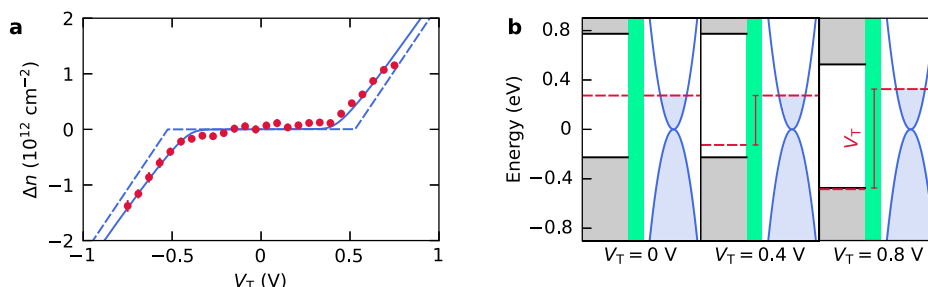 a
Δn (10¹² cm⁻²)
2
1
0
−1
−2
−1
−0.5
0
0.5
1
V_T (V)
b
Energy (eV)
0.8
0.4
0
−0.4
−0.8
V_T
V_T = 0 V
V_T = 0.4 V
V_T = 0.8 V